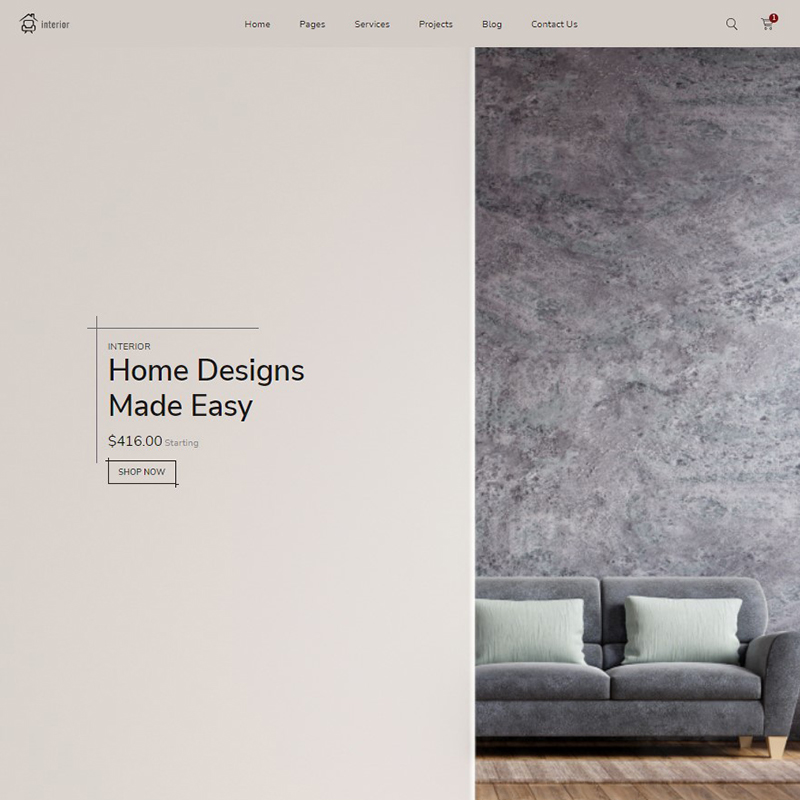 interior
Home Pages Services Projects Blog Contact Us
1
INTERIOR
Home Designs
Made Easy
$416.00 Starting
SHOP NOW